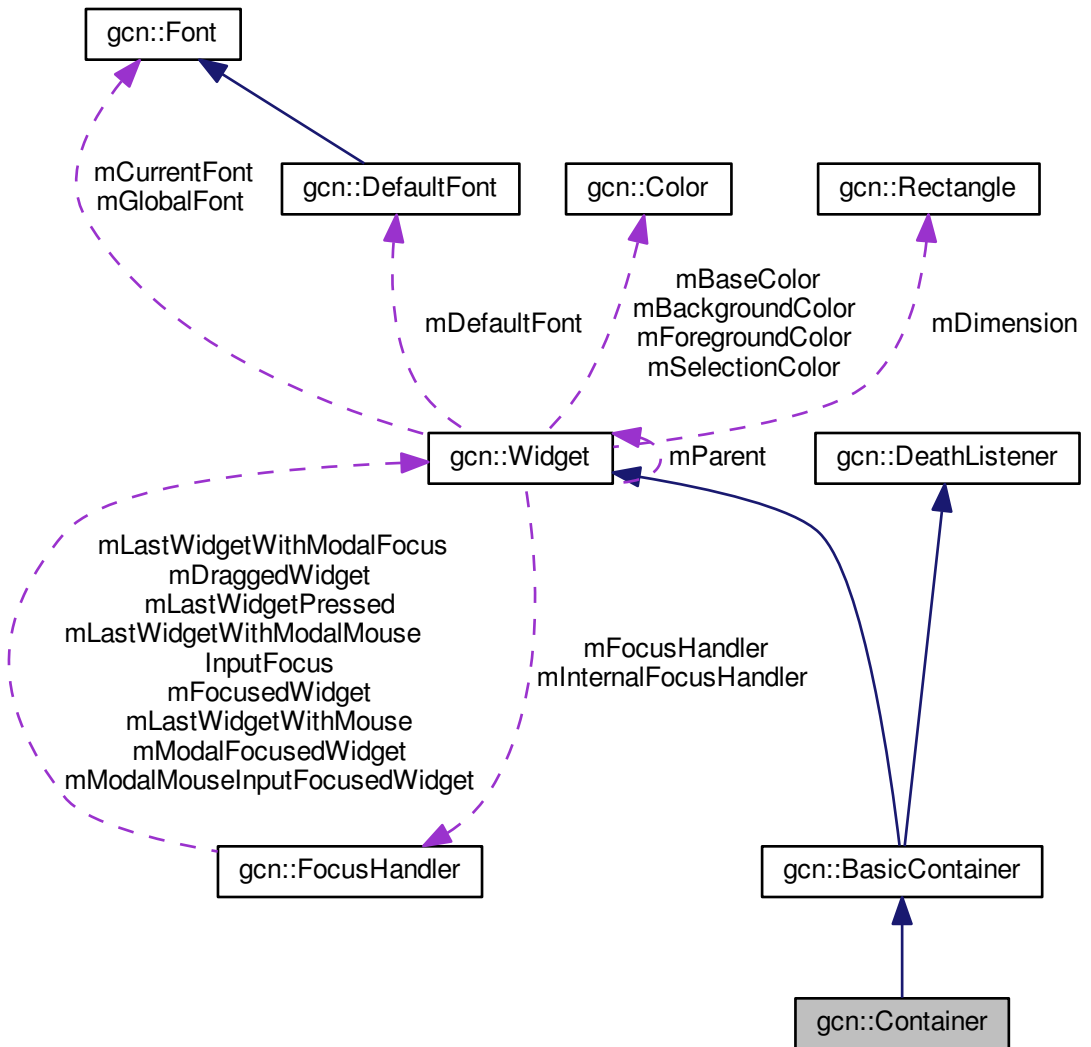 gcn::Font
mCurrentFont
mGlobalFont
gcn::DefaultFont
gcn::Color
gcn::Rectangle
mDefaultFont
mBaseColor
mBackgroundColor
mForegroundColor
mSelectionColor
mDimension
gcn::Widget
mParent
gcn::DeathListener
mLastWidgetWithModalFocus
mDraggedWidget
mLastWidgetPressed
mLastWidgetWithModalMouse
InputFocus
mFocusedWidget
mLastWidgetWithMouse
mModalFocusedWidget
mModalMouseInputFocusedWidget
mFocusHandler
mInternalFocusHandler
gcn::FocusHandler
gcn::BasicContainer
gcn::Container